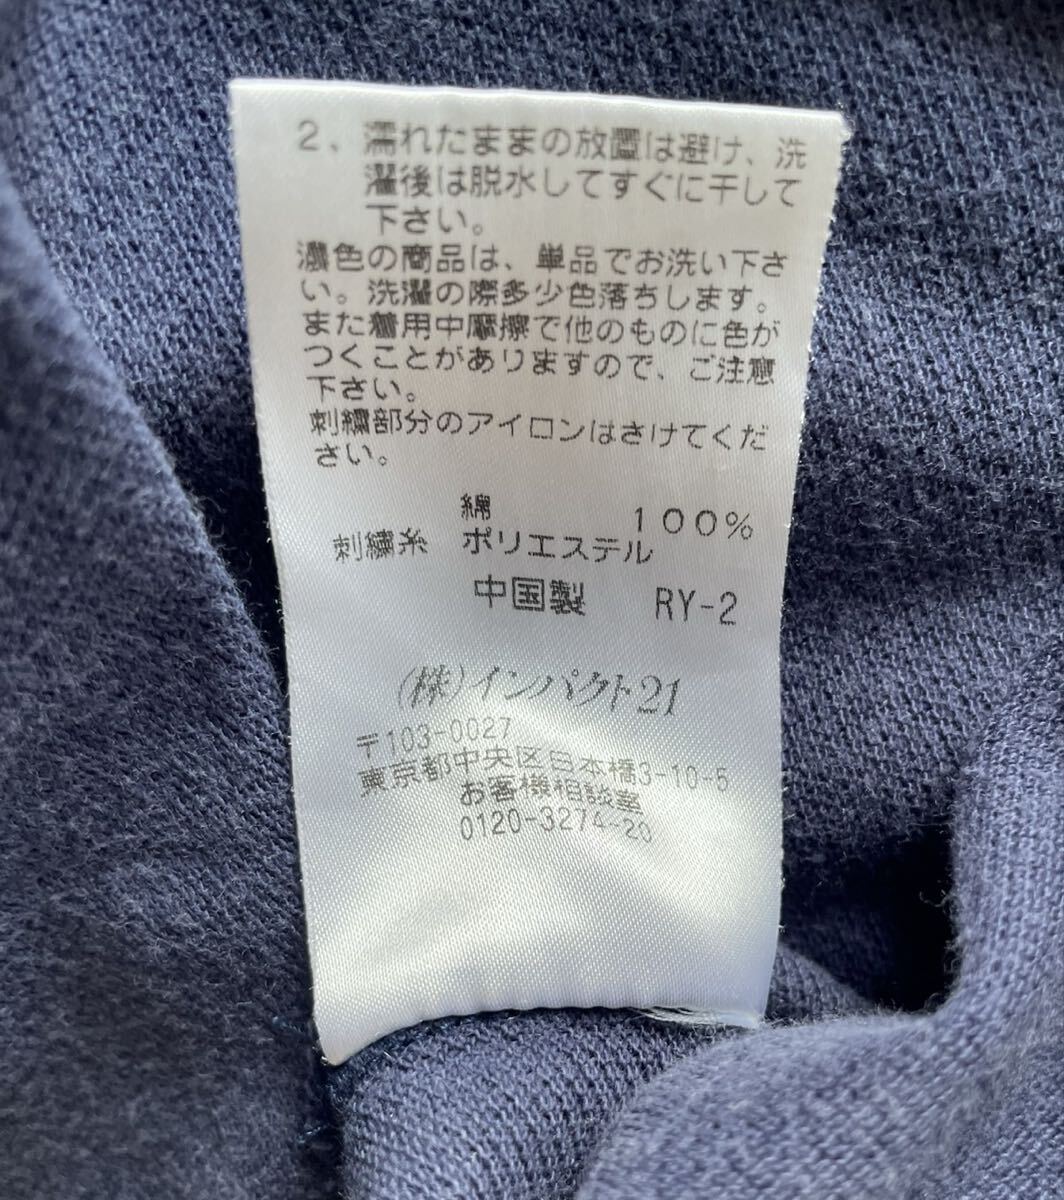 2、濡れたままの放置は避け、洗
濯後は脱水してすぐに干して
下さい。
濃色の商品は、単品でお洗い下さ
い。洗濯の際多少色落ちします。
また着用中摩擦で他のものに色が
つくことがありますので、ご注意
下さい。
刺繍部分のアイロンはさけてくだ
さい。
綿 100%
刺繍糸 ポリエステル
中国製 RY-2
(株)インパクト21
〒103-0027
東京都中央区日本橋3-10-5
お客様相談室
0120-3274-20